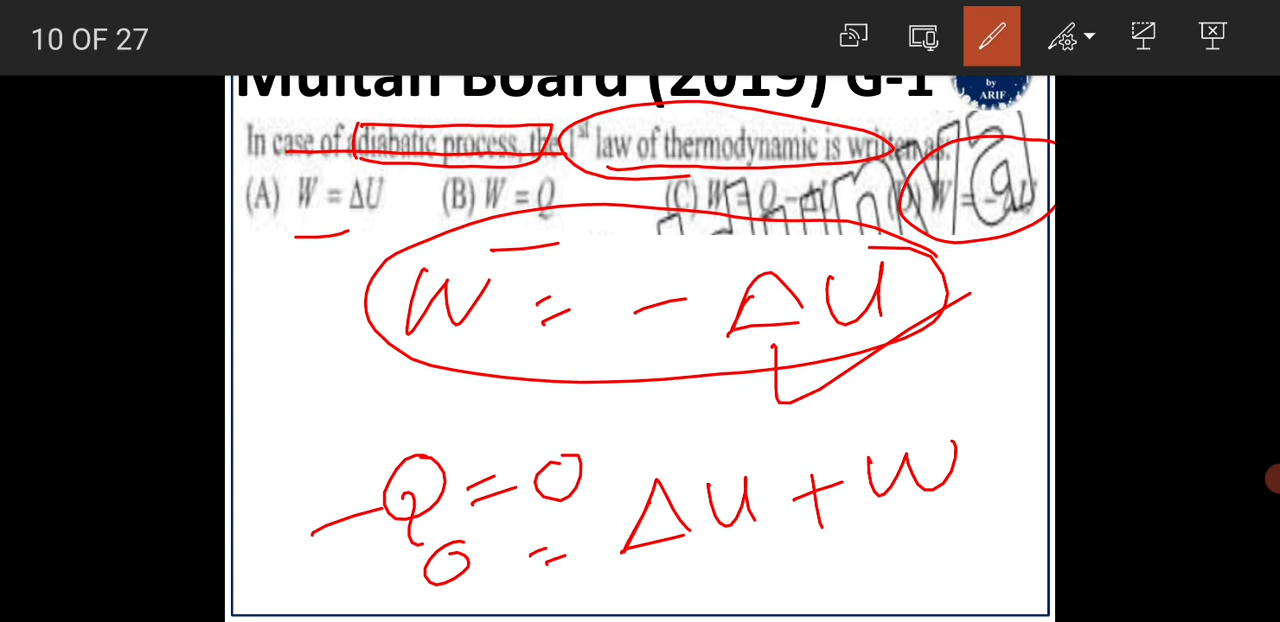 10 OF 27
Multan Board (2019) G-1
by
ARIF
In case of adiabatic process, the 1st law of thermodynamic is written as:
(A) W = ΔU (B) W = Q (C) W = Q - ΔU (D) W = - ΔU
W = - ΔU
Q = 0
0 = ΔU + W